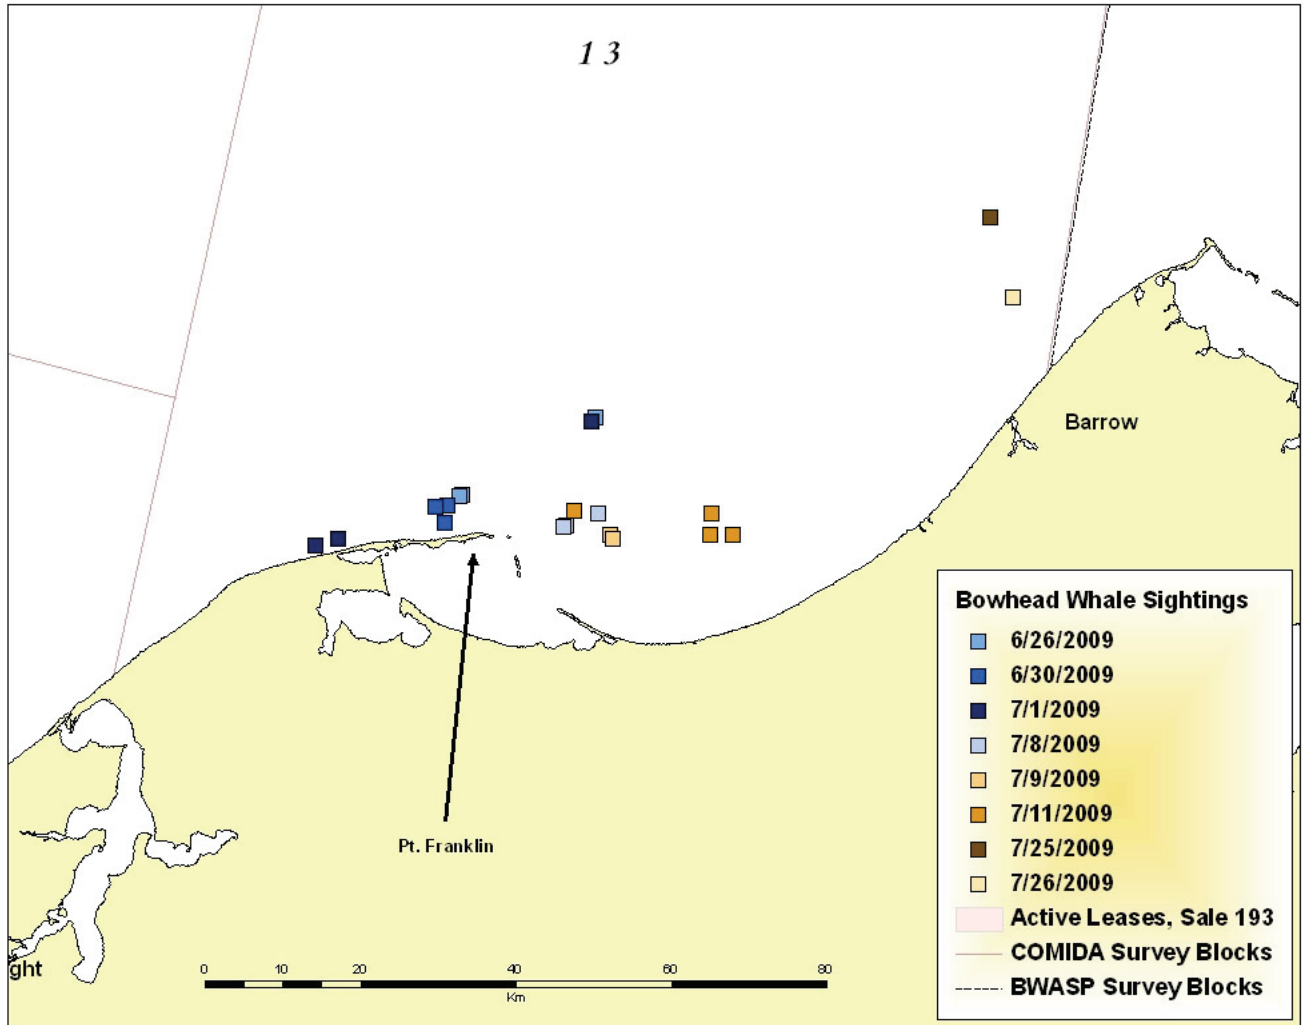 1 3
Barrow
Pt. Franklin
ght
0 10 20 40 60 80
Km
Bowhead Whale Sightings
6/26/2009
6/30/2009
7/1/2009
7/8/2009
7/9/2009
7/11/2009
7/25/2009
7/26/2009
Active Leases, Sale 193
COMIDA Survey Blocks
BWASP Survey Blocks